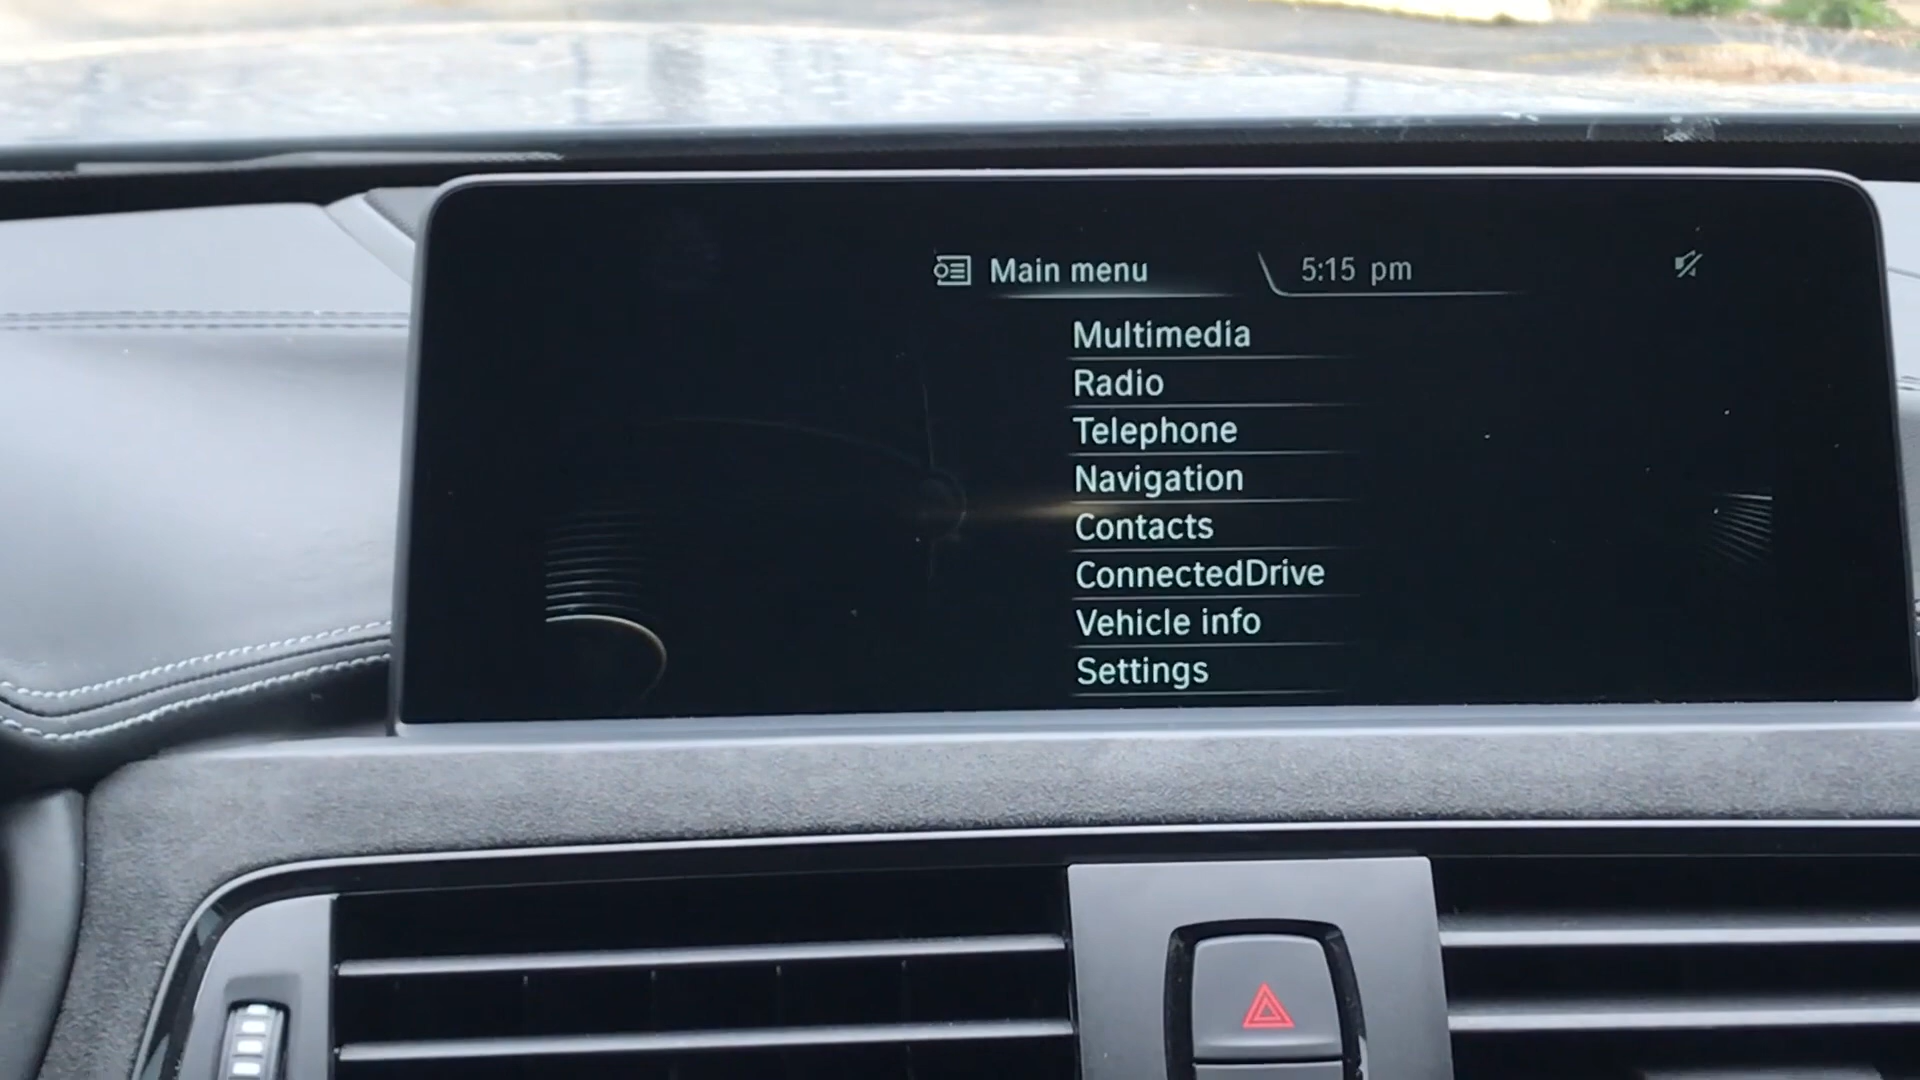 Main menu
5:15 pm
Multimedia
Radio
Telephone
Navigation
Contacts
ConnectedDrive
Vehicle info
Settings